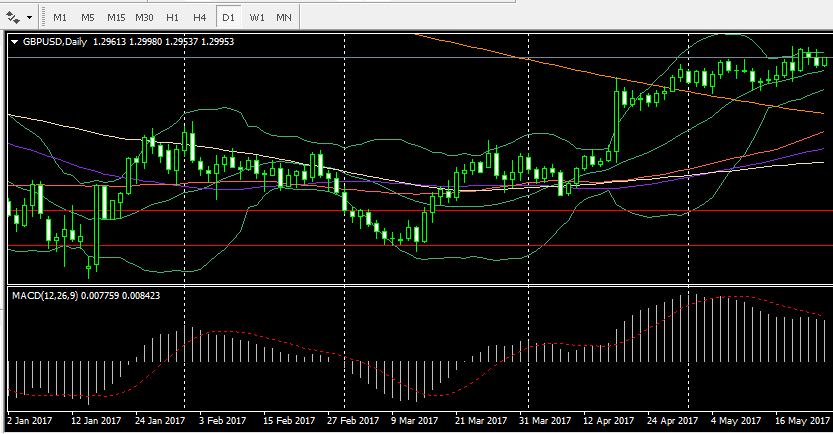 M1 M5 M15 M30 H1 H4 D1 W1 MN
GBPUSD,Daily 1.29613 1.29980 1.29537 1.29953
MACD(12,26,9) 0.007759 0.008423
2 Jan 2017 12 Jan 2017 24 Jan 2017 3 Feb 2017 15 Feb 2017 27 Feb 2017 9 Mar 2017 21 Mar 2017 31 Mar 2017 12 Apr 2017 24 Apr 2017 4 May 2017 16 May 2017